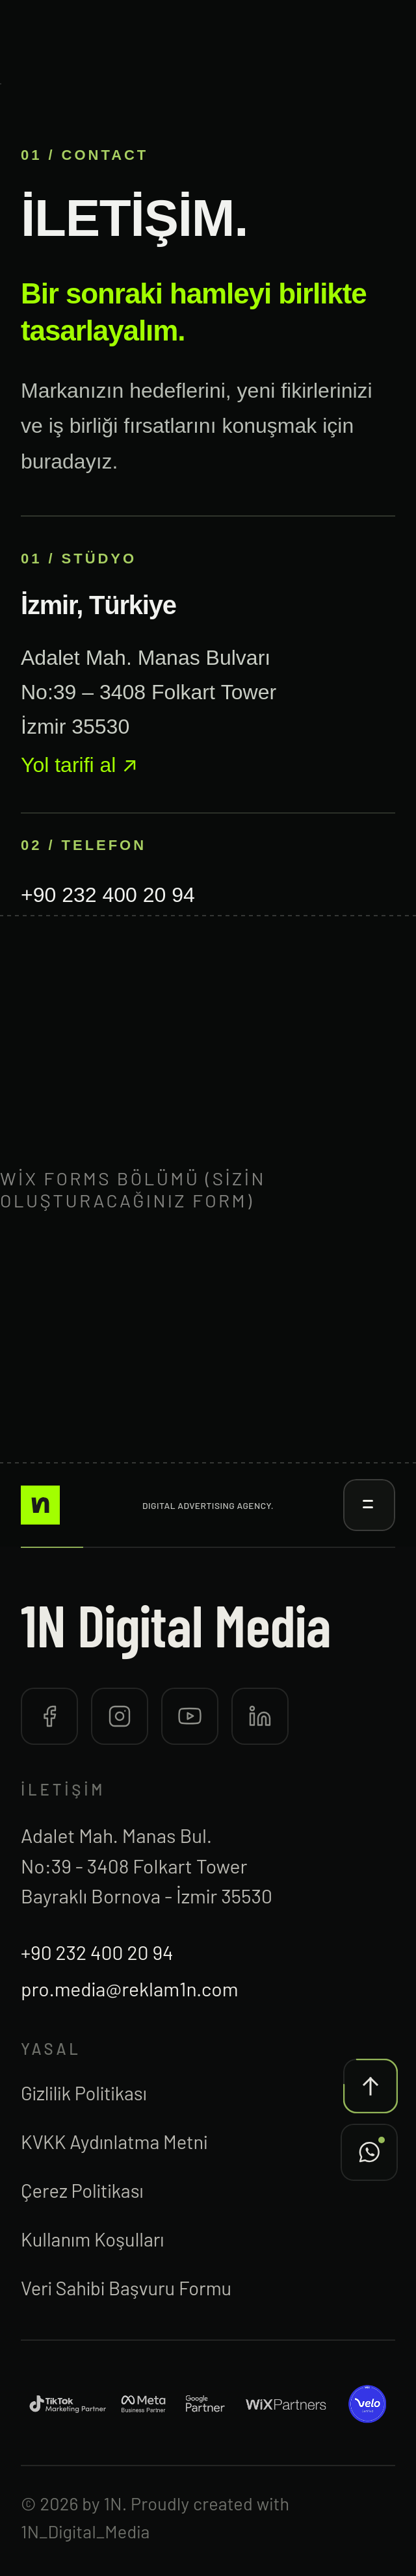 01 / CONTACT
İLETİŞİM.
Bir sonraki hamleyi birlikte
tasarlayalım.
Markanızın hedeflerini, yeni fikirlerinizi
ve iş birliği fırsatlarını konuşmak için
buradayız.
01 / STÜDYO
İzmir, Türkiye
Adalet Mah. Manas Bulvarı
No:39 – 3408 Folkart Tower
İzmir 35530
Yol tarifi al ↗
02 / TELEFON
+90 232 400 20 94
WİX FORMS BÖLÜMÜ (SİZİN
OLUŞTURACAĞINIZ FORM)
n
DIGITAL ADVERTISING AGENCY.
1N Digital Media
İLETİŞİM
Adalet Mah. Manas Bul.
No:39 - 3408 Folkart Tower
Bayraklı Bornova - İzmir 35530
+90 232 400 20 94
pro.media@reklam1n.com
YASAL
Gizlilik Politikası
KVKK Aydınlatma Metni
Çerez Politikası
Kullanım Koşulları
Veri Sahibi Başvuru Formu
TikTok
Marketing Partner
Meta
Business Partner
Google
Partner
WiXPartners
velo
© 2026 by 1N. Proudly created with
1N_Digital_Media